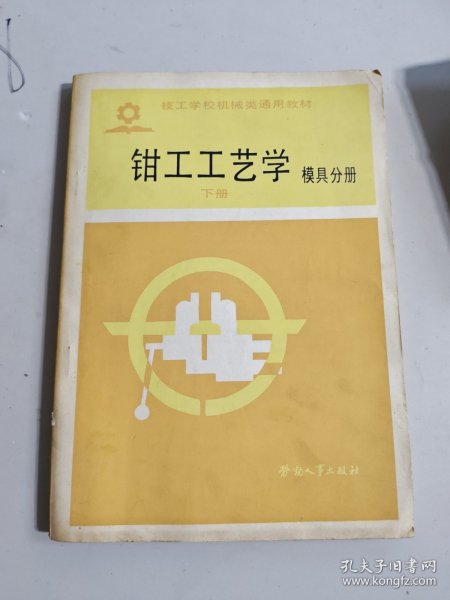 技工学校机械类通用教材
钳工工艺学 模具分册
下册
劳动人事出版社
孔夫子旧书网
www.kongfz.com